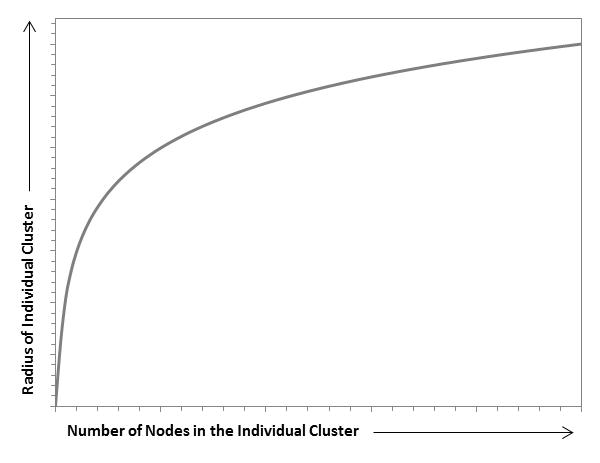 Radius of Individual Cluster
Number of Nodes in the Individual Cluster